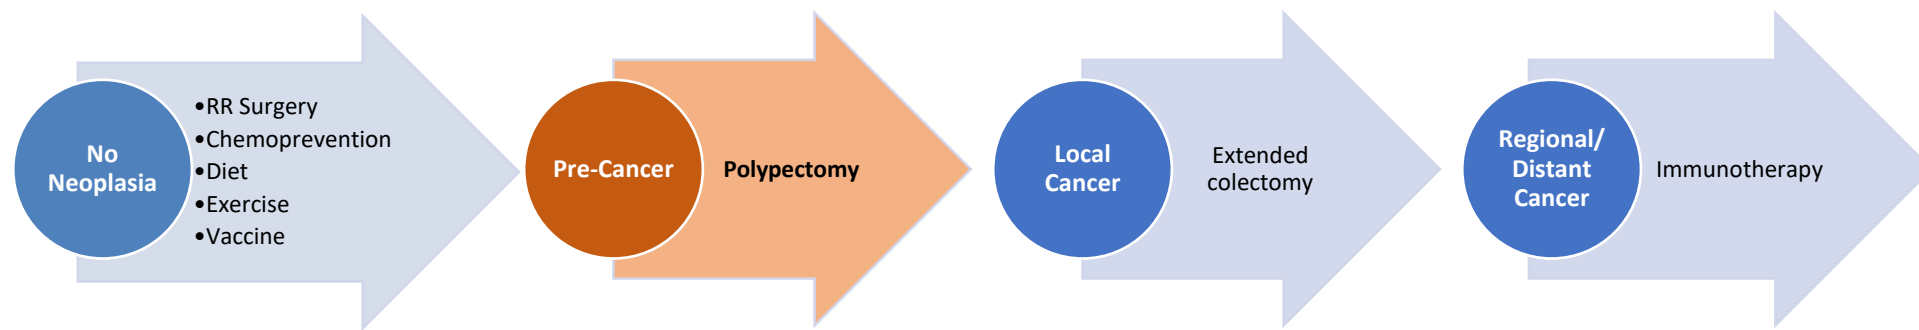 No
Neoplasia
•RR Surgery
•Chemoprevention
•Diet
•Exercise
•Vaccine
Pre-Cancer
Polypectomy
Local
Cancer
Extended
colectomy
Regional/
Distant
Cancer
Immunotherapy